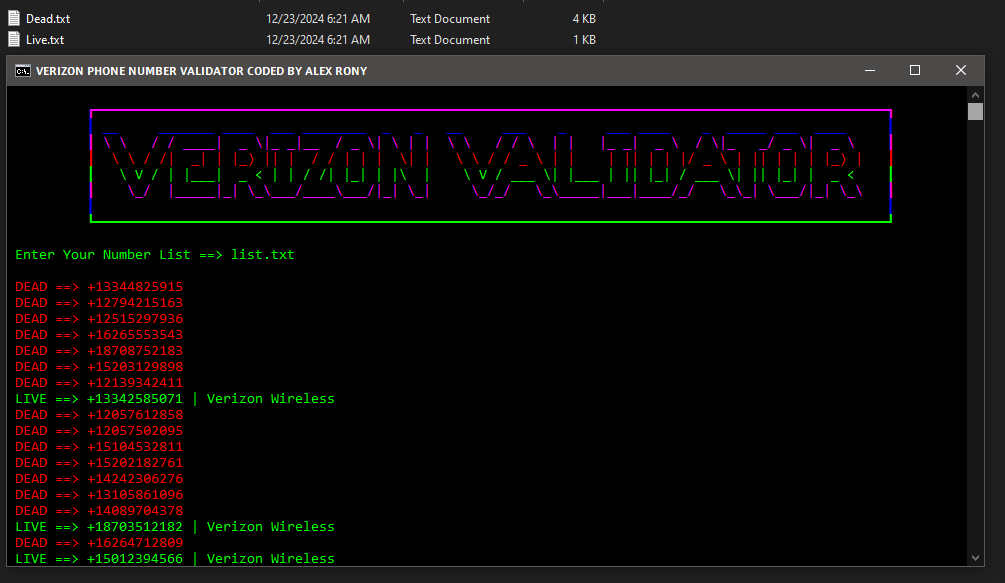 Dead.txt 12/23/2024 6:21 AM Text Document 4 KB
Live.txt 12/23/2024 6:21 AM Text Document 1 KB
VERIZON PHONE NUMBER VALIDATOR CODED BY ALEX RONY
VERIZON VALIDATOR
Enter Your Number List ==> list.txt
DEAD ==> +13344825915
DEAD ==> +12794215163
DEAD ==> +12515297936
DEAD ==> +16265553543
DEAD ==> +18708752183
DEAD ==> +15203129898
DEAD ==> +12139342411
LIVE ==> +13342585071 | Verizon Wireless
DEAD ==> +12057612858
DEAD ==> +12057502095
DEAD ==> +15104532811
DEAD ==> +15202182761
DEAD ==> +14242306276
DEAD ==> +13105861096
DEAD ==> +14089704378
LIVE ==> +18703512182 | Verizon Wireless
DEAD ==> +16264712809
LIVE ==> +15012394566 | Verizon Wireless